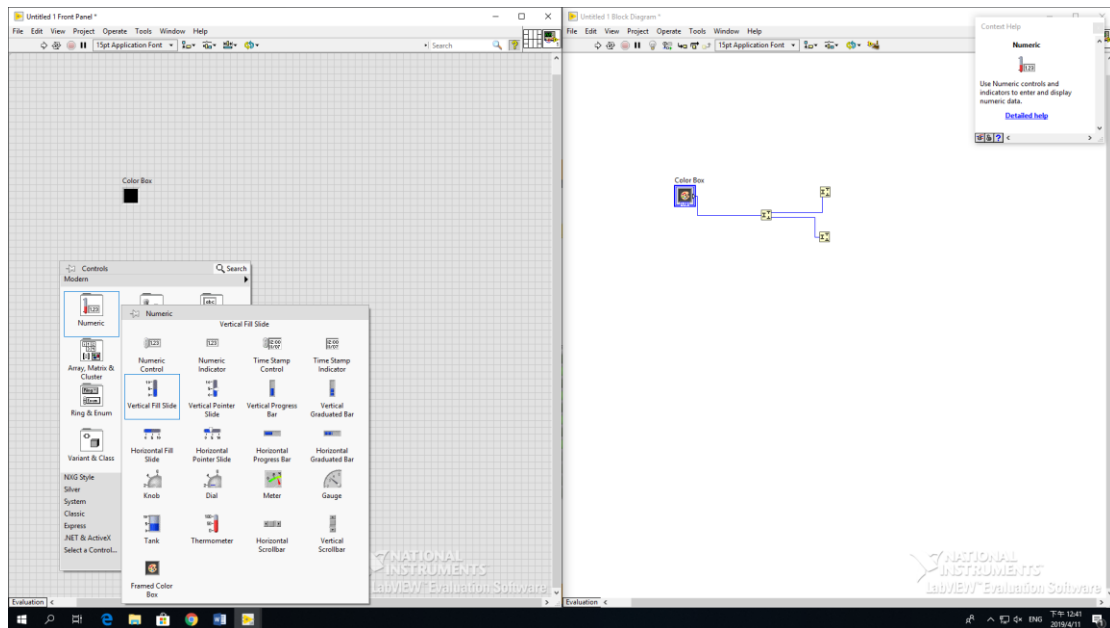 Untitled 1 Front Panel *
File Edit View Project Operate Tools Window Help
15pt Application Font
Search
Color Box
Controls
Search
Modern
Numeric
Array, Matrix & Cluster
Ring & Enum
Variant & Class
NXG Style
Silver
System
Classic
Express
.NET & ActiveX
Select a Control...
Numeric
Vertical Fill Slide
Numeric Control
Numeric Indicator
Time Stamp Control
Time Stamp Indicator
Vertical Fill Slide
Vertical Pointer Slide
Vertical Progress Bar
Vertical Graduated Bar
Horizontal Fill Slide
Horizontal Pointer Slide
Horizontal Progress Bar
Horizontal Graduated Bar
Knob
Dial
Meter
Gauge
Tank
Thermometer
Horizontal Scrollbar
Vertical Scrollbar
Framed Color Box
NATIONAL
INSTRUMENTS
LabVIEW™ Evaluation Software
Evaluation
Untitled 1 Block Diagram *
File Edit View Project Operate Tools Window Help
15pt Application Font
Color Box
Context Help
Numeric
1.23
Use Numeric controls and
indicators to enter and display
numeric data.
Detailed help
NATIONAL
INSTRUMENTS
LabVIEW™ Evaluation Software
Evaluation
ENG
下午 12:41
2019/4/11